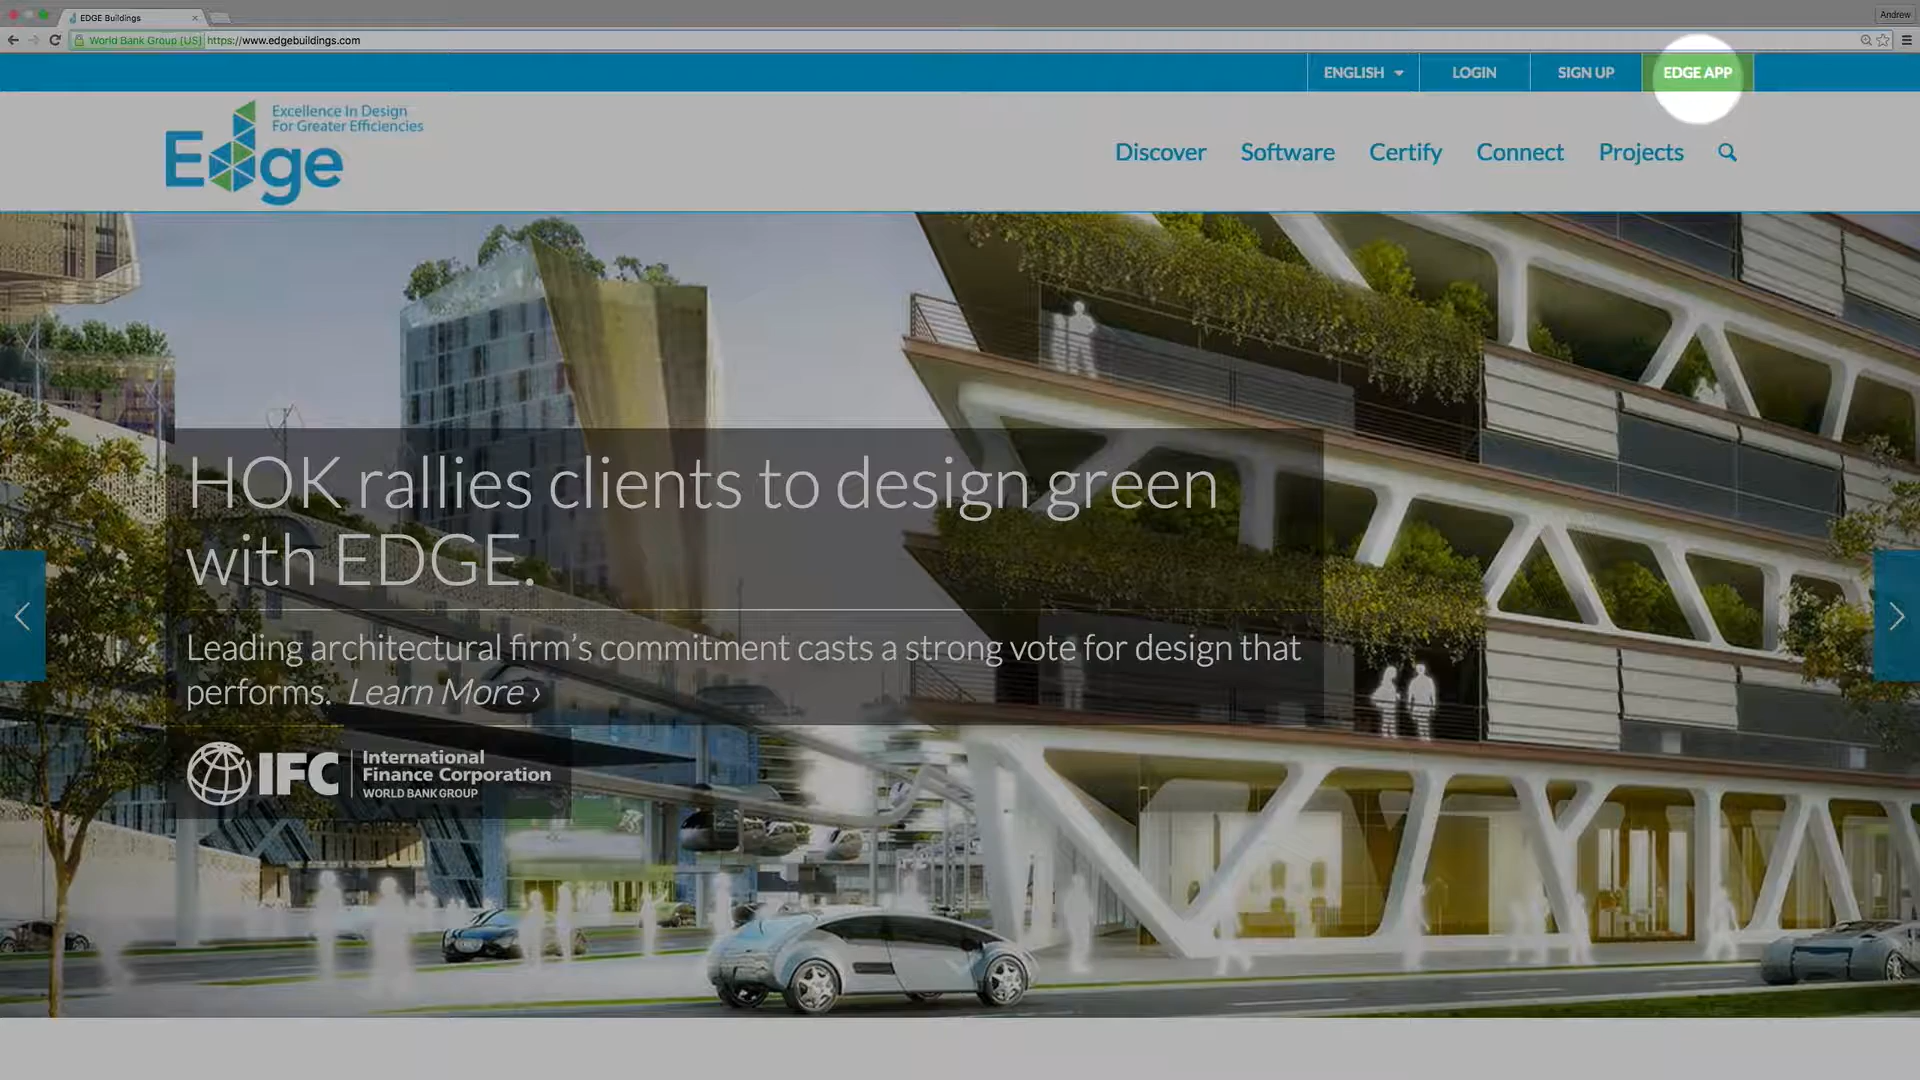 EDGE Buildings
Andrew
World Bank Group [US] https://www.edgebuildings.com
ENGLISH LOGIN SIGN UP EDGE APP
Excellence In Design
For Greater Efficiencies
Edge
Discover Software Certify Connect Projects
HOK rallies clients to design green
with EDGE.
Leading architectural firm's commitment casts a strong vote for design that
performs. Learn More ›
IFC International
Finance Corporation
WORLD BANK GROUP